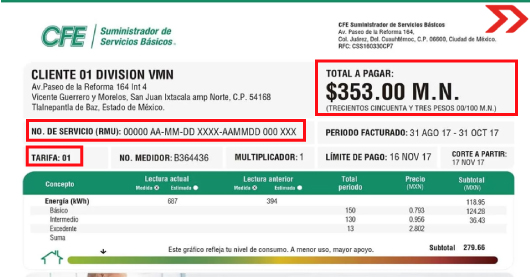 CFE
Suministrador de
Servicios Básicos.
CFE Suministrador de Servicios Básicos
Av. Paseo de la Reforma 164,
Col. Juárez, Del. Cuauhtémoc, C.P. 06600, Ciudad de México.
RFC: CSS160330CP7
CLIENTE 01 DIVISION VMN
Av.Paseo de la Reforma 164 Int 4
Vicente Guerrero y Morelos, San Juan Ixtacala amp Norte, C.P. 54168
Tlalnepantla de Baz, Estado de México.
TOTAL A PAGAR:
$353.00 M.N.
(TRECIENTOS CINCUENTA Y TRES PESOS 00/100 M.N.)
NO. DE SERVICIO (RMU): 00000 AA-MM-DD XXXX-AAMMDD 000 XXX
PERIODO FACTURADO: 31 AGO 17 - 31 OCT 17
TARIFA: 01
NO. MEDIDOR: B364436
MULTIPLICADOR: 1
LÍMITE DE PAGO: 16 NOV 17
CORTE A PARTIR:
17 NOV 17
Concepto
Lectura actual
Medida Estimada
Lectura anterior
Medida Estimada
Total
periodo
Precio
(MXN)
Subtotal
(MXN)
Energía (kWh) 687 394 118.95
Básico 150 0.793 124.28
Intermedio 130 0.956 36.43
Excedente 13 2.802
Suma
Este gráfico refleja tu nivel de consumo. A menor uso, mayor apoyo.
Subtotal 279.66